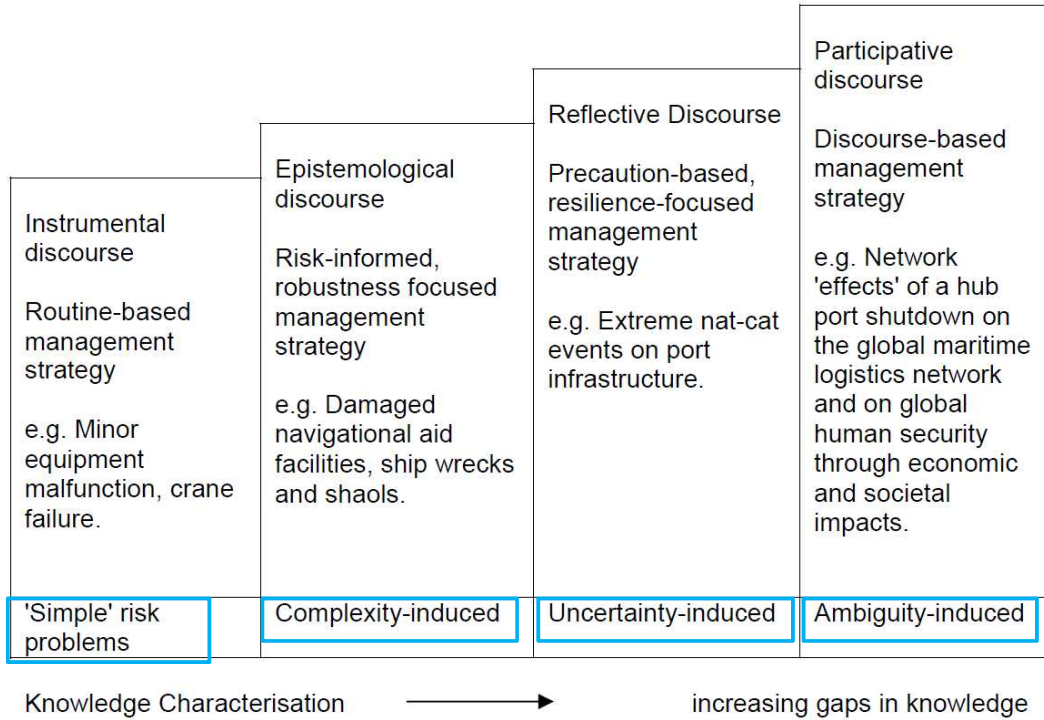 Instrumental
discourse
Routine-based
management
strategy
e.g. Minor
equipment
malfunction, crane
failure.
'Simple' risk
problems
Epistemological
discourse
Risk-informed,
robustness focused
management
strategy
e.g. Damaged
navigational aid
facilities, ship wrecks
and shaols.
Complexity-induced
Reflective Discourse
Precaution-based,
resilience-focused
management
strategy
e.g. Extreme nat-cat
events on port
infrastructure.
Uncertainty-induced
Participative
discourse
Discourse-based
management
strategy
e.g. Network
'effects' of a hub
port shutdown on
the global maritime
logistics network
and on global
human security
through economic
and societal
impacts.
Ambiguity-induced
Knowledge Characterisation
increasing gaps in knowledge